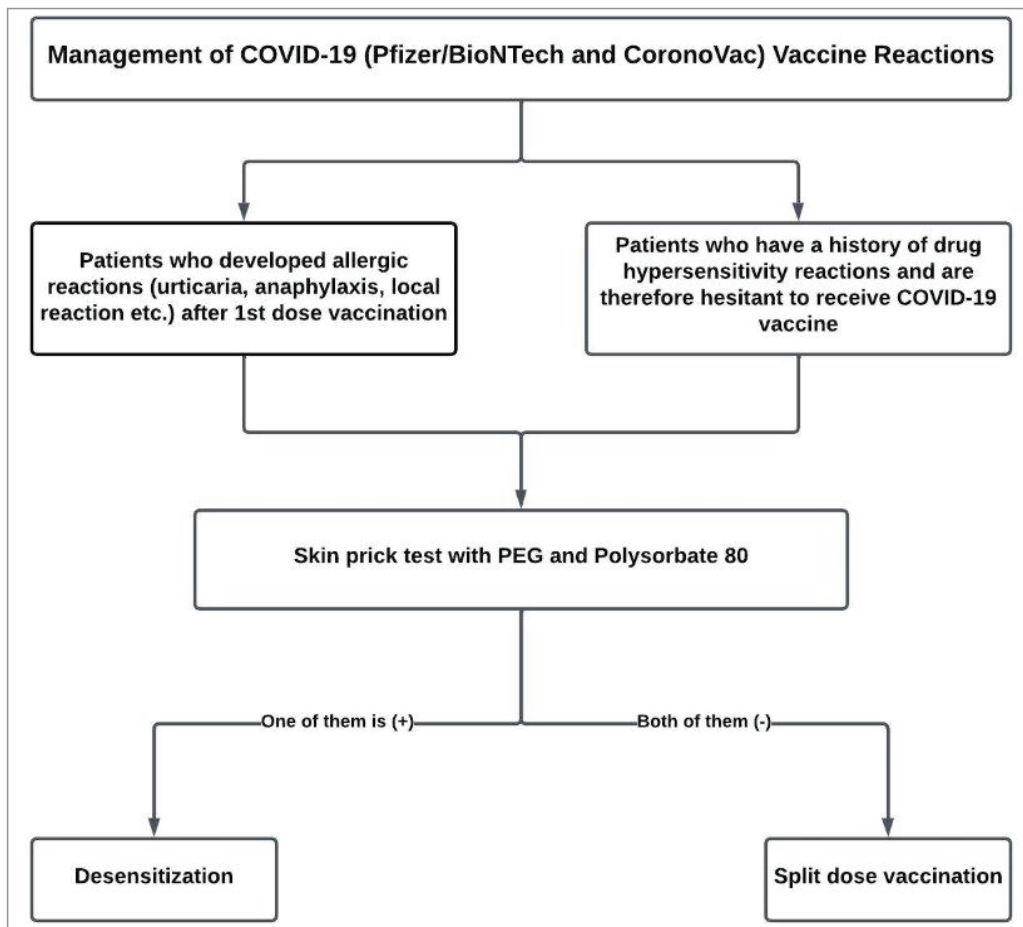 Management of COVID-19 (Pfizer/BioNTech and CoronoVac) Vaccine Reactions
Patients who developed allergic
reactions (urticaria, anaphylaxis, local
reaction etc.) after 1st dose vaccination
Patients who have a history of drug
hypersensitivity reactions and are
therefore hesitant to receive COVID-19
vaccine
Skin prick test with PEG and Polysorbate 80
One of them is (+)
Both of them (-)
Desensitization
Split dose vaccination